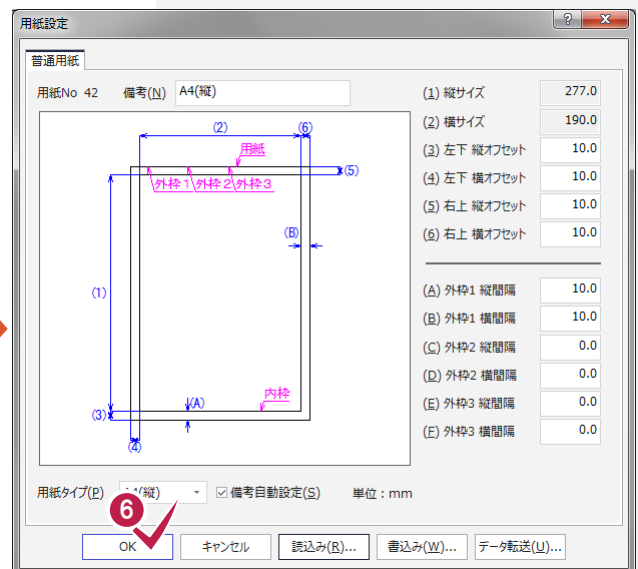 用紙設定
普通用紙
用紙No 42 備考(N) A4(縦)
(2) (6)
用紙
(5)
外枠1 外枠2 外枠3
(B)
(1)
内枠
(A)
(3)
(4)
(1) 縦サイズ 277.0
(2) 横サイズ 190.0
(3) 左下 縦オフセット 10.0
(4) 左下 横オフセット 10.0
(5) 右上 縦オフセット 10.0
(6) 右上 横オフセット 10.0
(A) 外枠1 縦間隔 10.0
(B) 外枠1 横間隔 10.0
(C) 外枠2 縦間隔 0.0
(D) 外枠2 横間隔 0.0
(E) 外枠3 縦間隔 0.0
(F) 外枠3 横間隔 0.0
用紙タイプ(P) A4(縦) 備考自動設定(S) 単位：mm
6
OK キャンセル 読込み(R)... 書込み(W)... データ転送(U)...